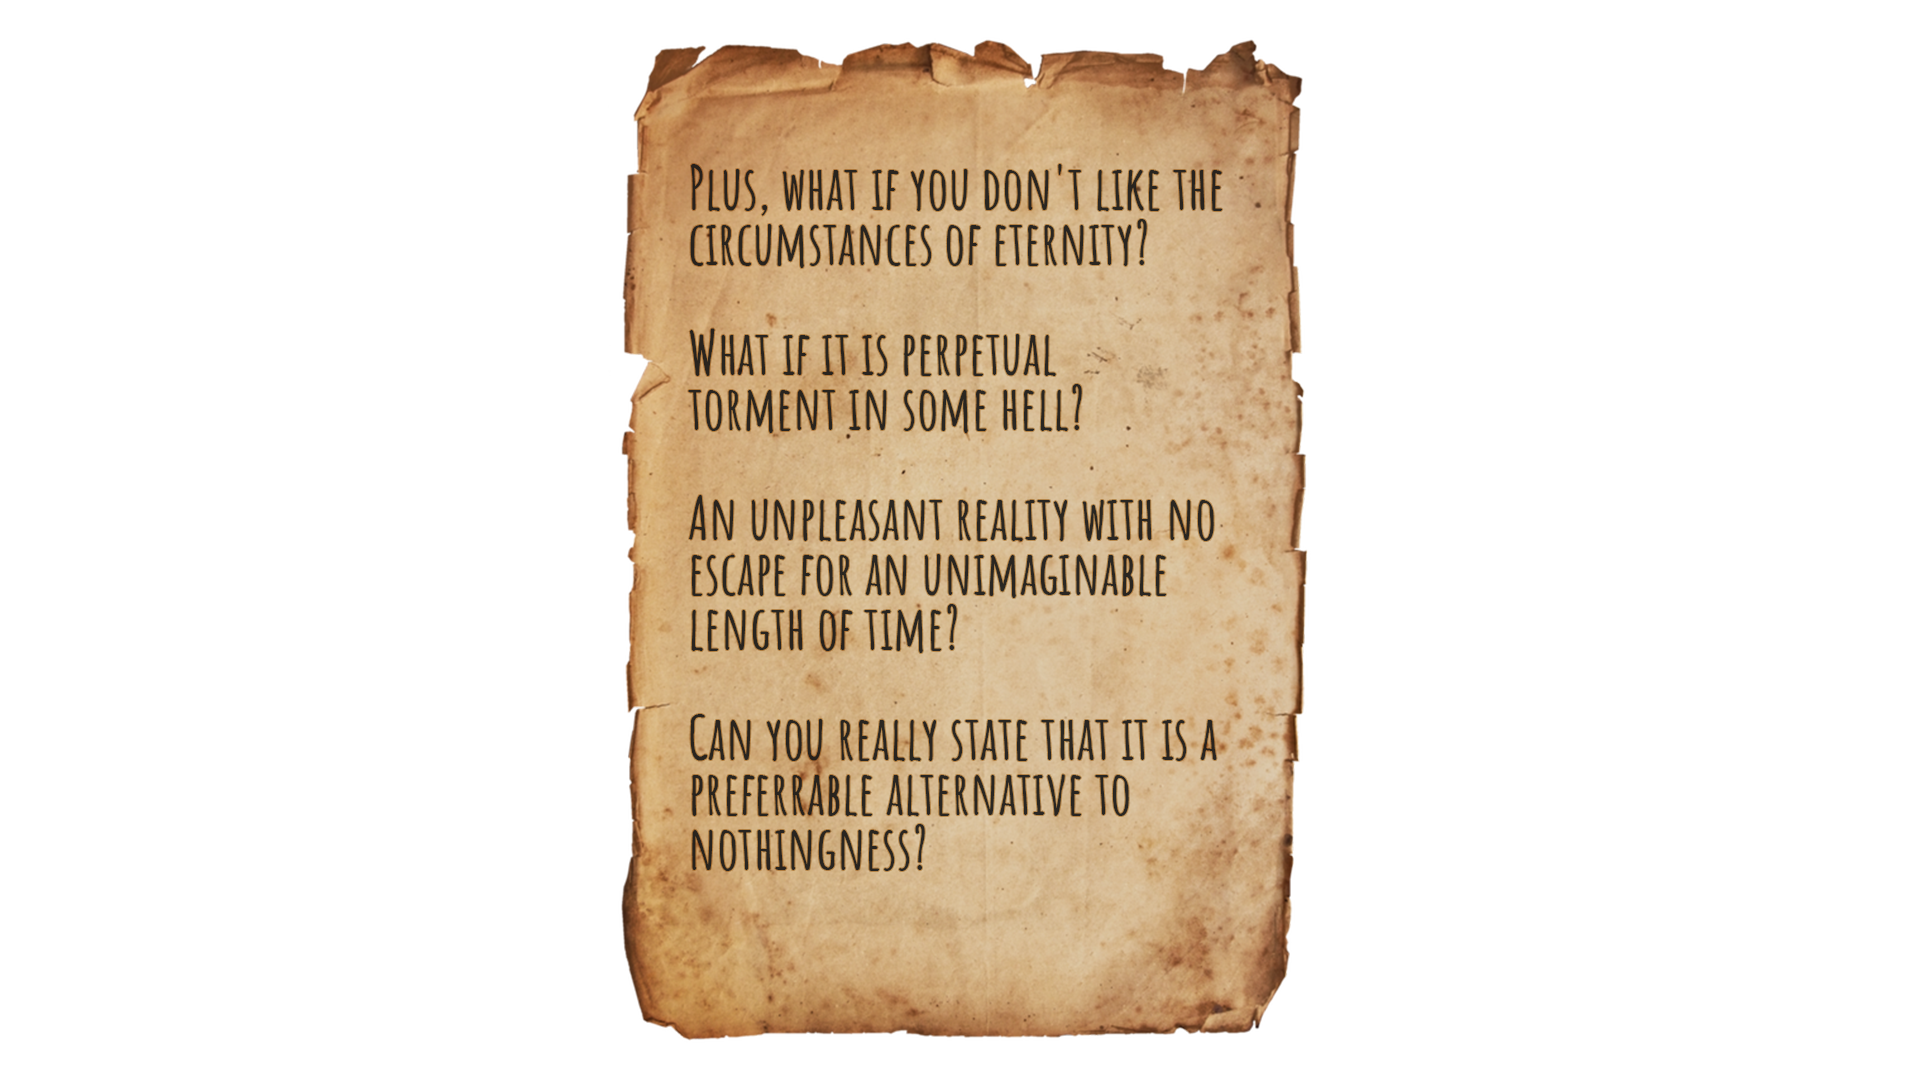 Plus, what if you don't like the
circumstances of eternity?
What if it is perpetual
torment in some hell?
An unpleasant reality with no
escape for an unimaginable
length of time?
Can you really state that it is a
preferrable alternative to
nothingness?